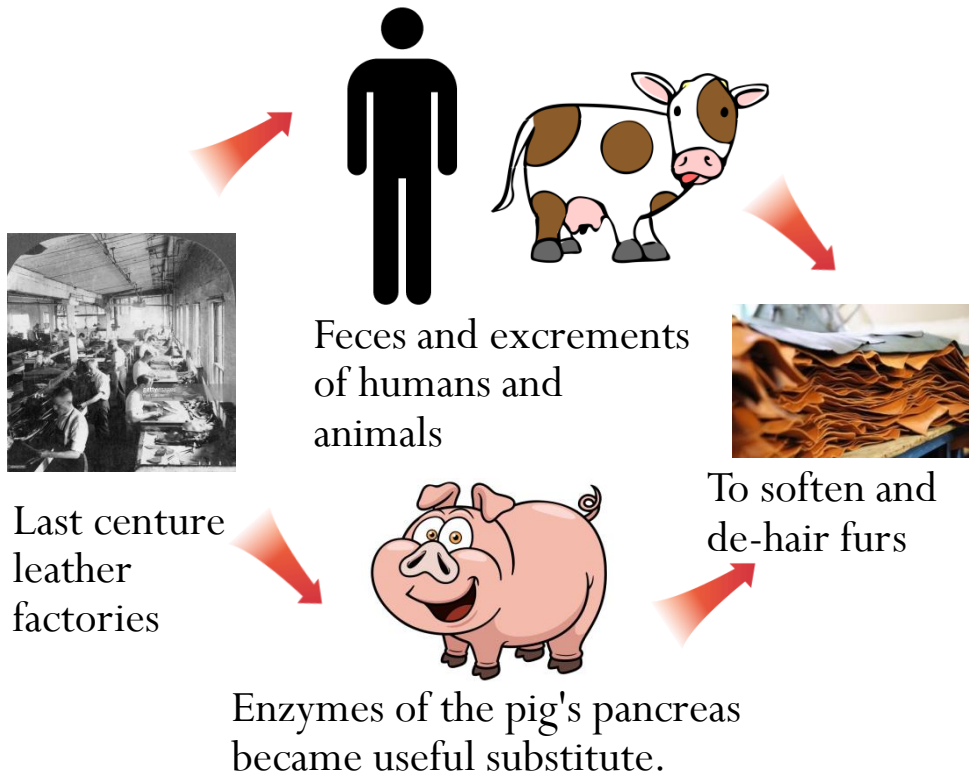 Feces and excrements
of humans and
animals
Last centure
leather
factories
To soften and
de-hair furs
Enzymes of the pig's pancreas
became useful substitute.